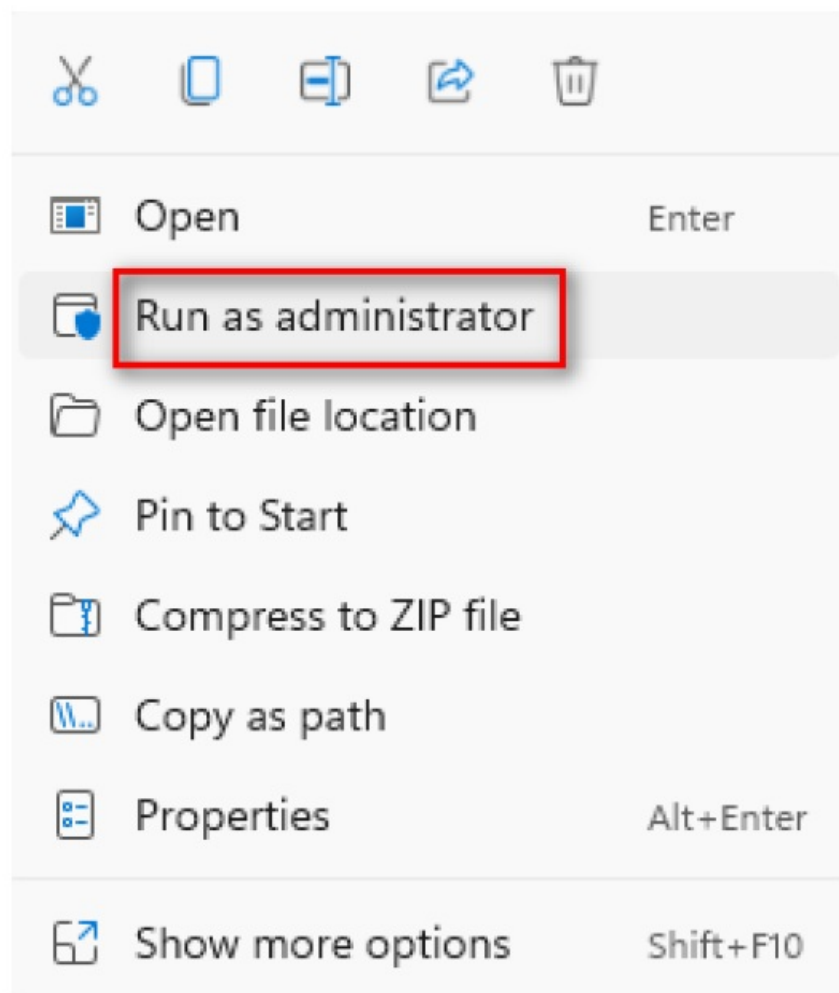 Open Enter
Run as administrator
Open file location
Pin to Start
Compress to ZIP file
Copy as path
Properties Alt+Enter
Show more options Shift+F10